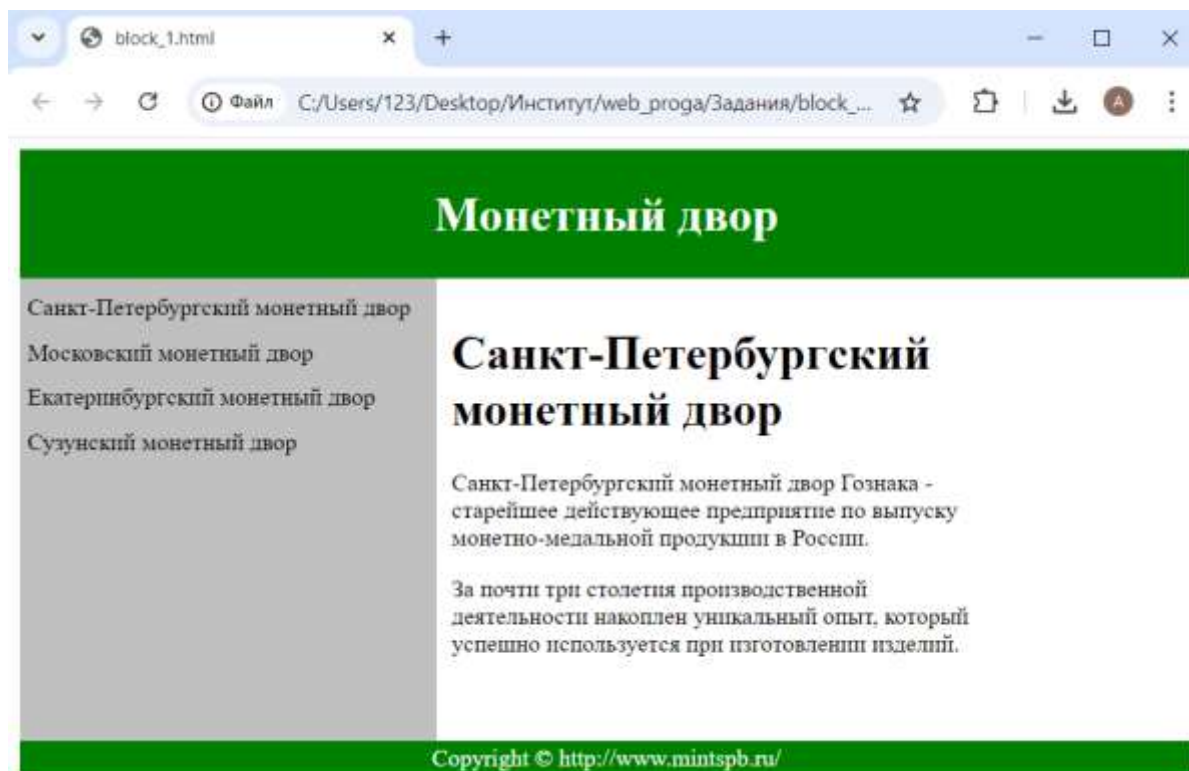 block_1.html
Файл C:/Users/123/Desktop/Институт/web_proga/Задания/block_...
A
Монетный двор
Санкт-Петербургский монетный двор
Московский монетный двор
Екатеринбургский монетный двор
Сузунский монетный двор
Санкт-Петербургский
монетный двор
Санкт-Петербургский монетный двор Гознака -
старейшее действующее предприятие по выпуску
монетно-медальной продукции в России.
За почти три столетия производственной
деятельности накоплен уникальный опыт, который
успешно используется при изготовлении изделий.
Copyright © http://www.mintspb.ru/